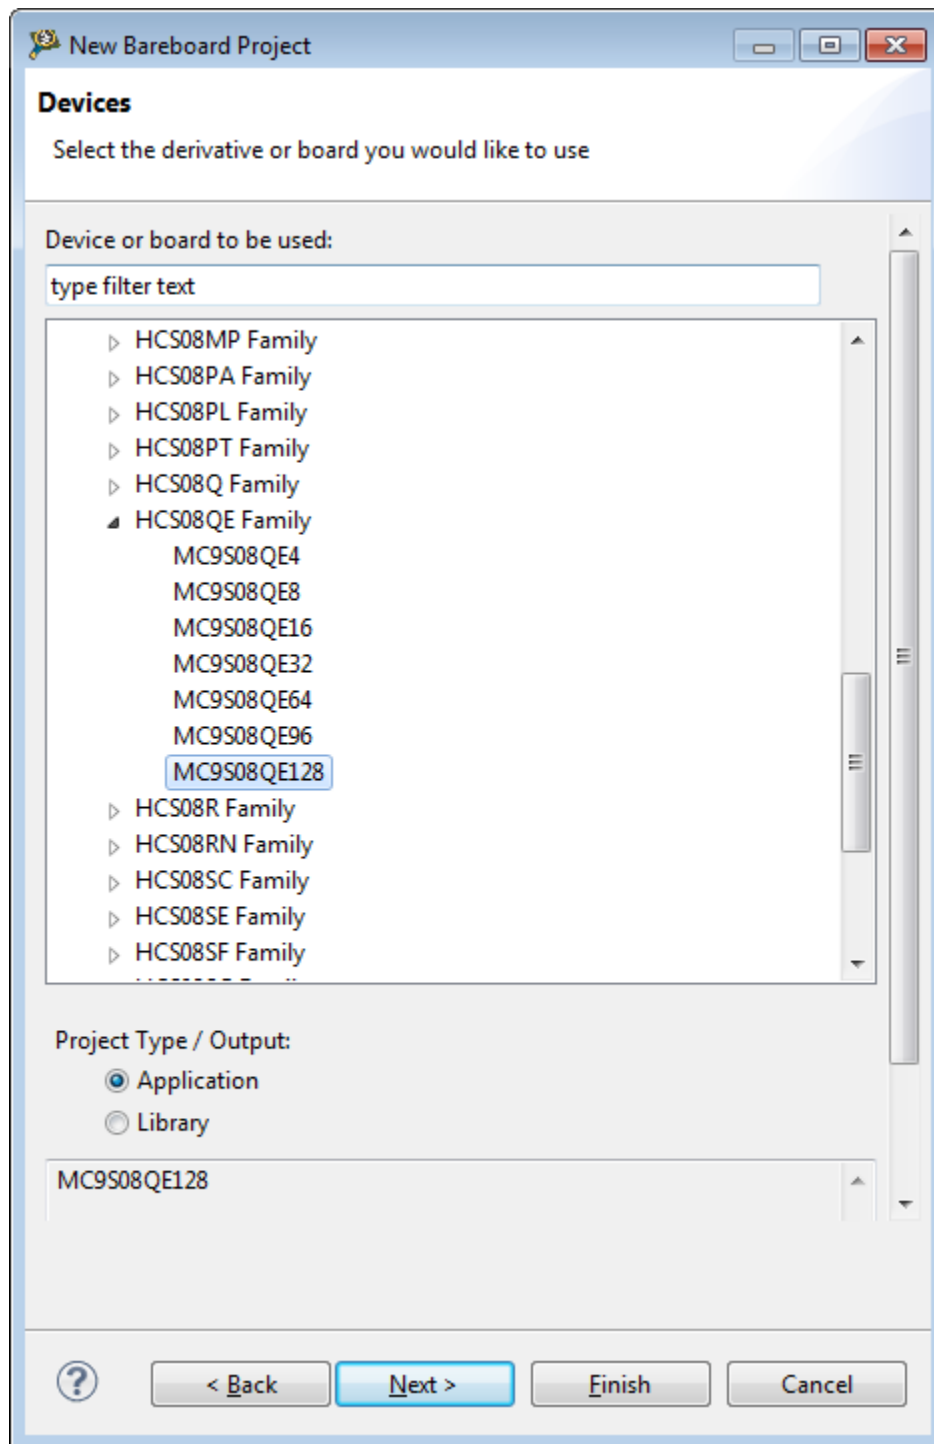 New Bareboard Project
Devices
Select the derivative or board you would like to use
Device or board to be used:
type filter text
HCS08MP Family
HCS08PA Family
HCS08PL Family
HCS08PT Family
HCS08Q Family
HCS08QE Family
MC9S08QE4
MC9S08QE8
MC9S08QE16
MC9S08QE32
MC9S08QE64
MC9S08QE96
MC9S08QE128
HCS08R Family
HCS08RN Family
HCS08SC Family
HCS08SE Family
HCS08SF Family
Project Type / Output:
Application
Library
MC9S08QE128
? < Back Next > Finish Cancel